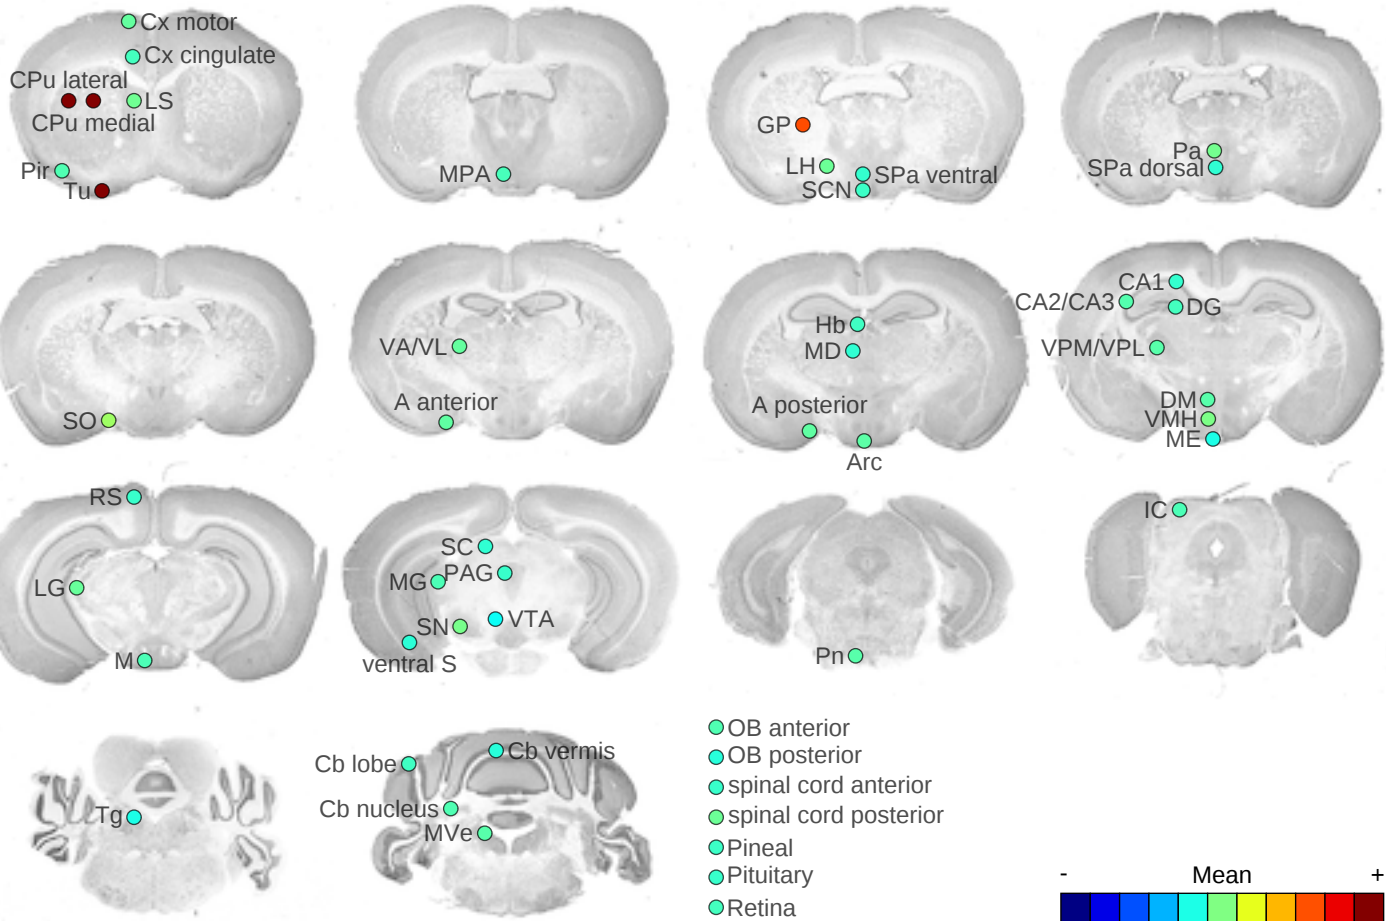 Cx motor
Cx cingulate
CPu lateral
LS
CPu medial
Pir
Tu
MPA
GP
LH
SPa ventral
SCN
Pa
SPa dorsal
SO
VA/VL
A anterior
Hb
MD
A posterior
Arc
CA1
CA2/CA3
DG
VPM/VPL
DM
VMH
ME
RS
LG
M
SC
PAG
MG
VTA
SN
ventral S
Pn
IC
Tg
Cb vermis
Cb lobe
Cb nucleus
MVe
OB anterior
OB posterior
spinal cord anterior
spinal cord posterior
Pineal
Pituitary
Retina
- Mean +